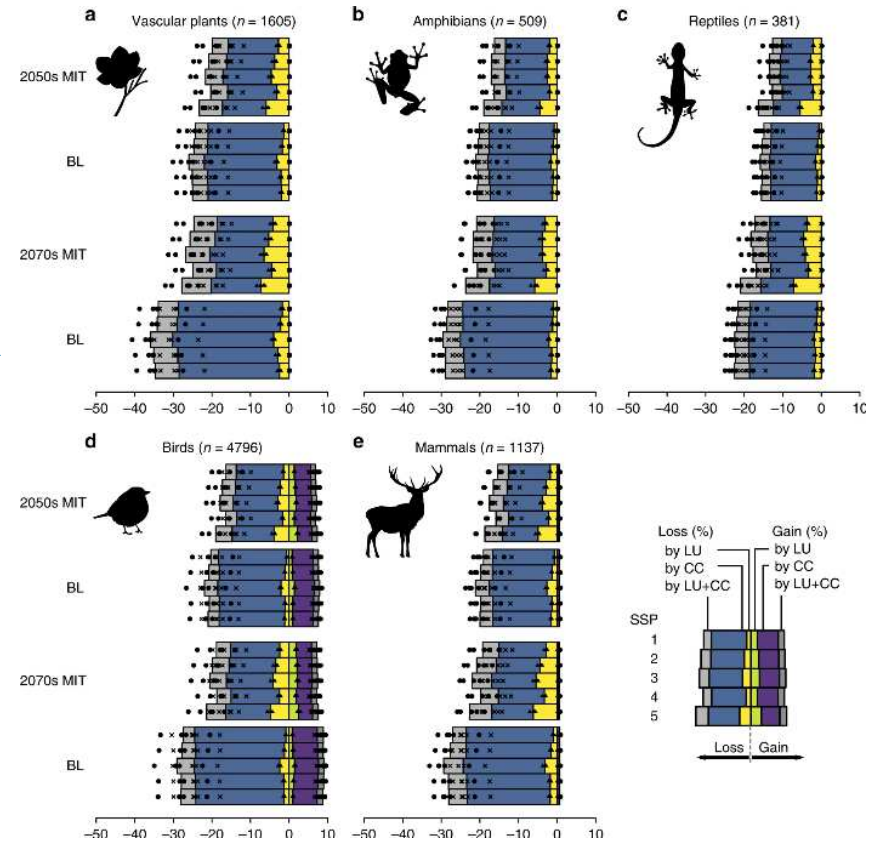 a Vascular plants (n = 1605)
b Amphibians (n = 509)
c Reptiles (n = 381)
2050s MIT
BL
2070s MIT
BL
−50 −40 −30 −20 −10 0 10
−50 −40 −30 −20 −10 0 10
−50 −40 −30 −20 −10 0 10
d Birds (n = 4796)
e Mammals (n = 1137)
2050s MIT
BL
2070s MIT
BL
−50 −40 −30 −20 −10 0 10
−50 −40 −30 −20 −10 0 10
Loss (%) Gain (%)
by LU by LU
by CC by CC
by LU+CC by LU+CC
SSP
1
2
3
4
5
Loss Gain